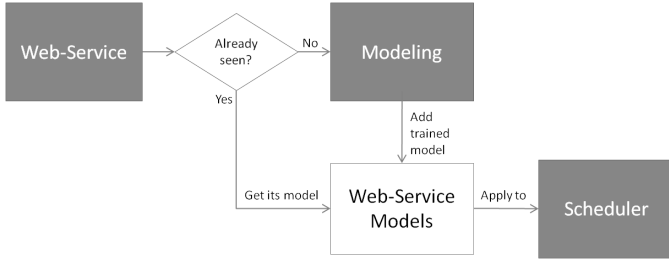 Web-Service
Already
seen?
No
Modeling
Yes
Add
trained
model
Get its model
Web-Service
Models
Apply to
Scheduler